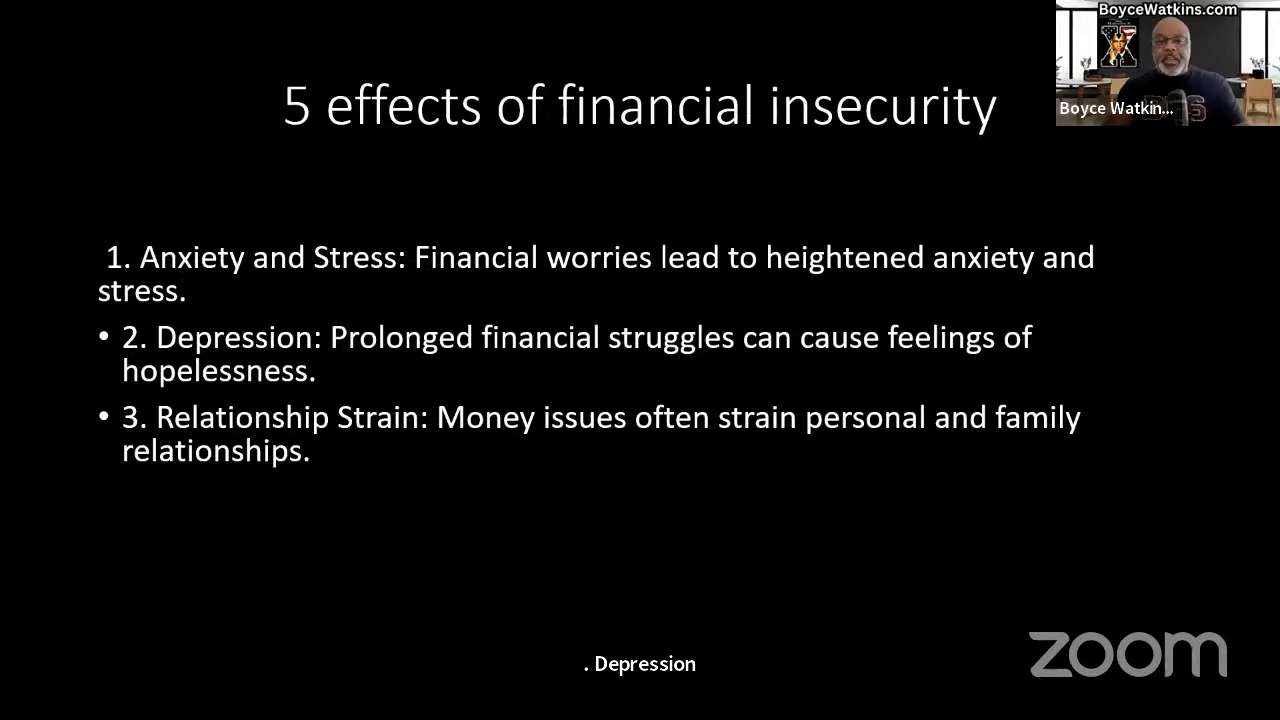 BoyceWatkins.com
X
Boyce Watkin...
5 effects of financial insecurity
1. Anxiety and Stress: Financial worries lead to heightened anxiety and
stress.
• 2. Depression: Prolonged financial struggles can cause feelings of
hopelessness.
• 3. Relationship Strain: Money issues often strain personal and family
relationships.
. Depression
zoom